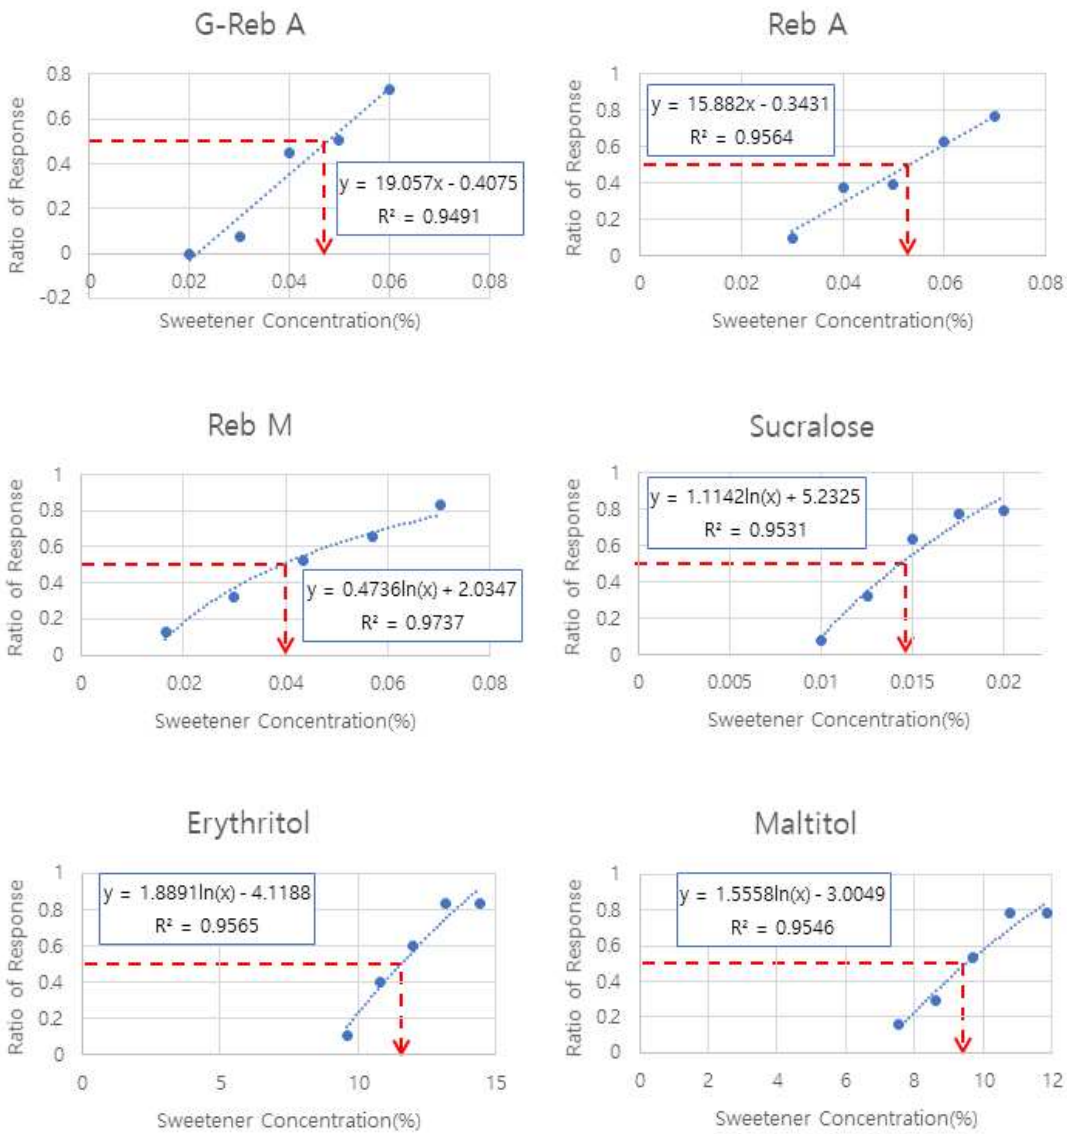 G-Reb A
0.8
0.6
0.4
0.2
0
-0.2
Ratio of Response
y = 19.057x - 0.4075
R² = 0.9491
0 0.02 0.04 0.06 0.08
Sweetener Concentration(%)
Reb A
1
0.8
0.6
0.4
0.2
0
Ratio of Response
y = 15.882x - 0.3431
R² = 0.9564
0 0.02 0.04 0.06 0.08
Sweetener Concentration(%)
Reb M
1
0.8
0.6
0.4
0.2
0
Ratio of Response
y = 0.4736ln(x) + 2.0347
R² = 0.9737
0 0.02 0.04 0.06 0.08
Sweetener Concentration(%)
Sucralose
1
0.8
0.6
0.4
0.2
0
Ratio of Response
y = 1.1142ln(x) + 5.2325
R² = 0.9531
0 0.005 0.01 0.015 0.02
Sweetener Concentration(%)
Erythritol
1
0.8
0.6
0.4
0.2
0
Ratio of Response
y = 1.8891ln(x) - 4.1188
R² = 0.9565
0 5 10 15
Sweetener Concentration(%)
Maltitol
1
0.8
0.6
0.4
0.2
0
Ratio of Response
y = 1.5558ln(x) - 3.0049
R² = 0.9546
0 2 4 6 8 10 12
Sweetener Concentration(%)